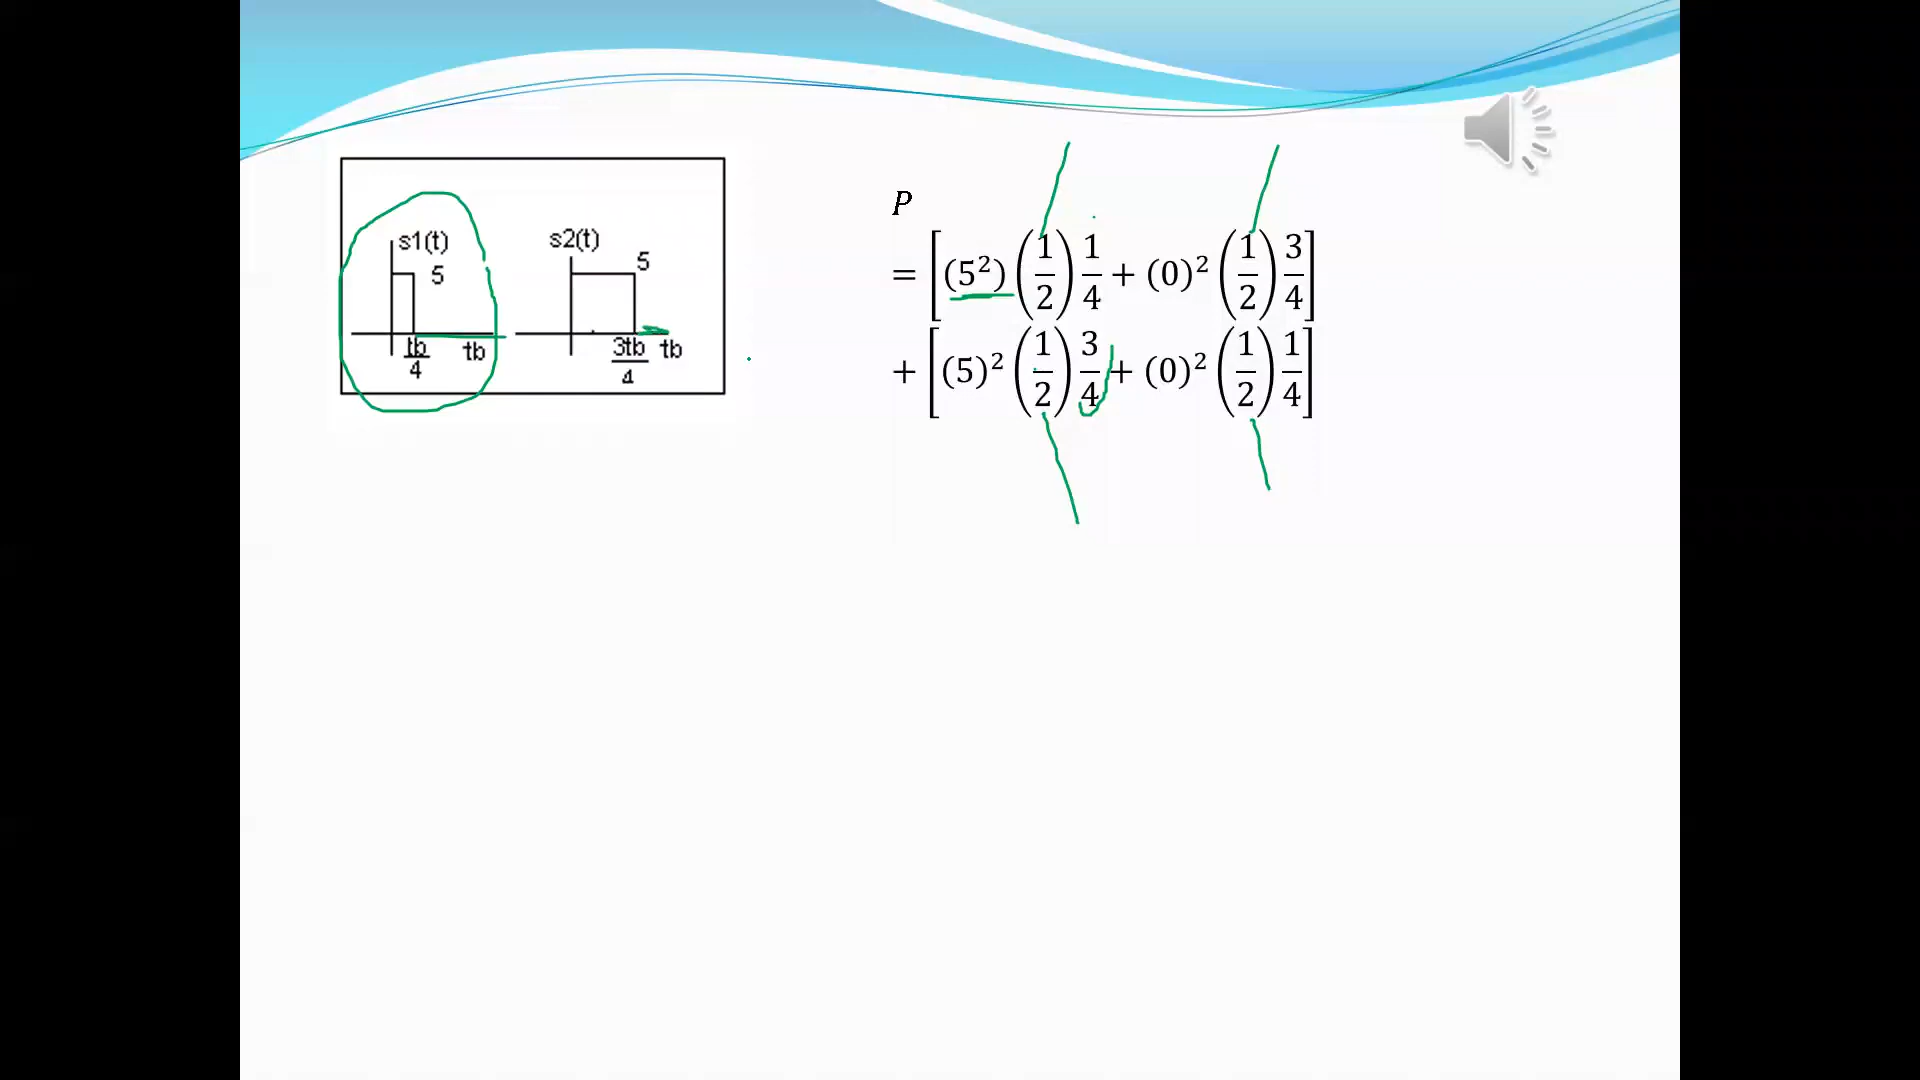 s1(t)
5
tb
4
tb
s2(t)
5
3tb
4
tb
P
= [(5²) (1/2) 1/4 + (0)² (1/2) 3/4]
+ [(5)² (1/2) 3/4 + (0)² (1/2) 1/4]